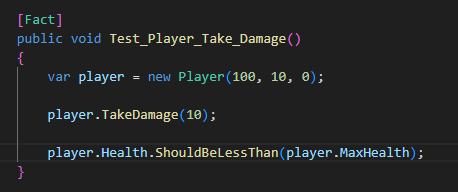 [Fact]
public void Test_Player_Take_Damage()
{
    var player = new Player(100, 10, 0);
    player.TakeDamage(10);
    player.Health.ShouldBeLessThan(player.MaxHealth);
}